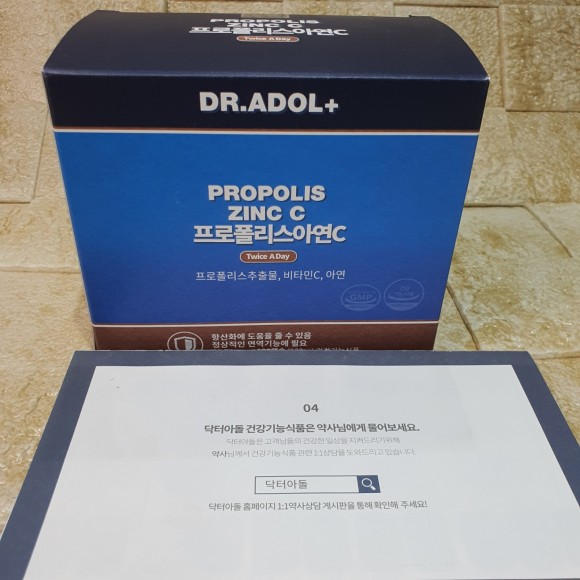 PROPOLIS
ZINC C
프로폴리스아연C
Twice A Day
DR.ADOL+
PROPOLIS
ZINC C
프로폴리스아연C
Twice A Day
프로폴리스추출물, 비타민C, 아연
GMP
항산화에 도움을 줄 수 있음
정상적인 면역기능에 필요
04
닥터아돌 건강기능식품은 약사님에게 물어보세요.
닥터아돌은 고객님들의 건강한 일상을 지켜드리기위해
약사님께서 건강기능식품 관련 1:1상담을 도와드리고 있습니다.
닥터아돌
닥터아돌 홈페이지 1:1약사상담 게시판을 통해 확인해 주세요!